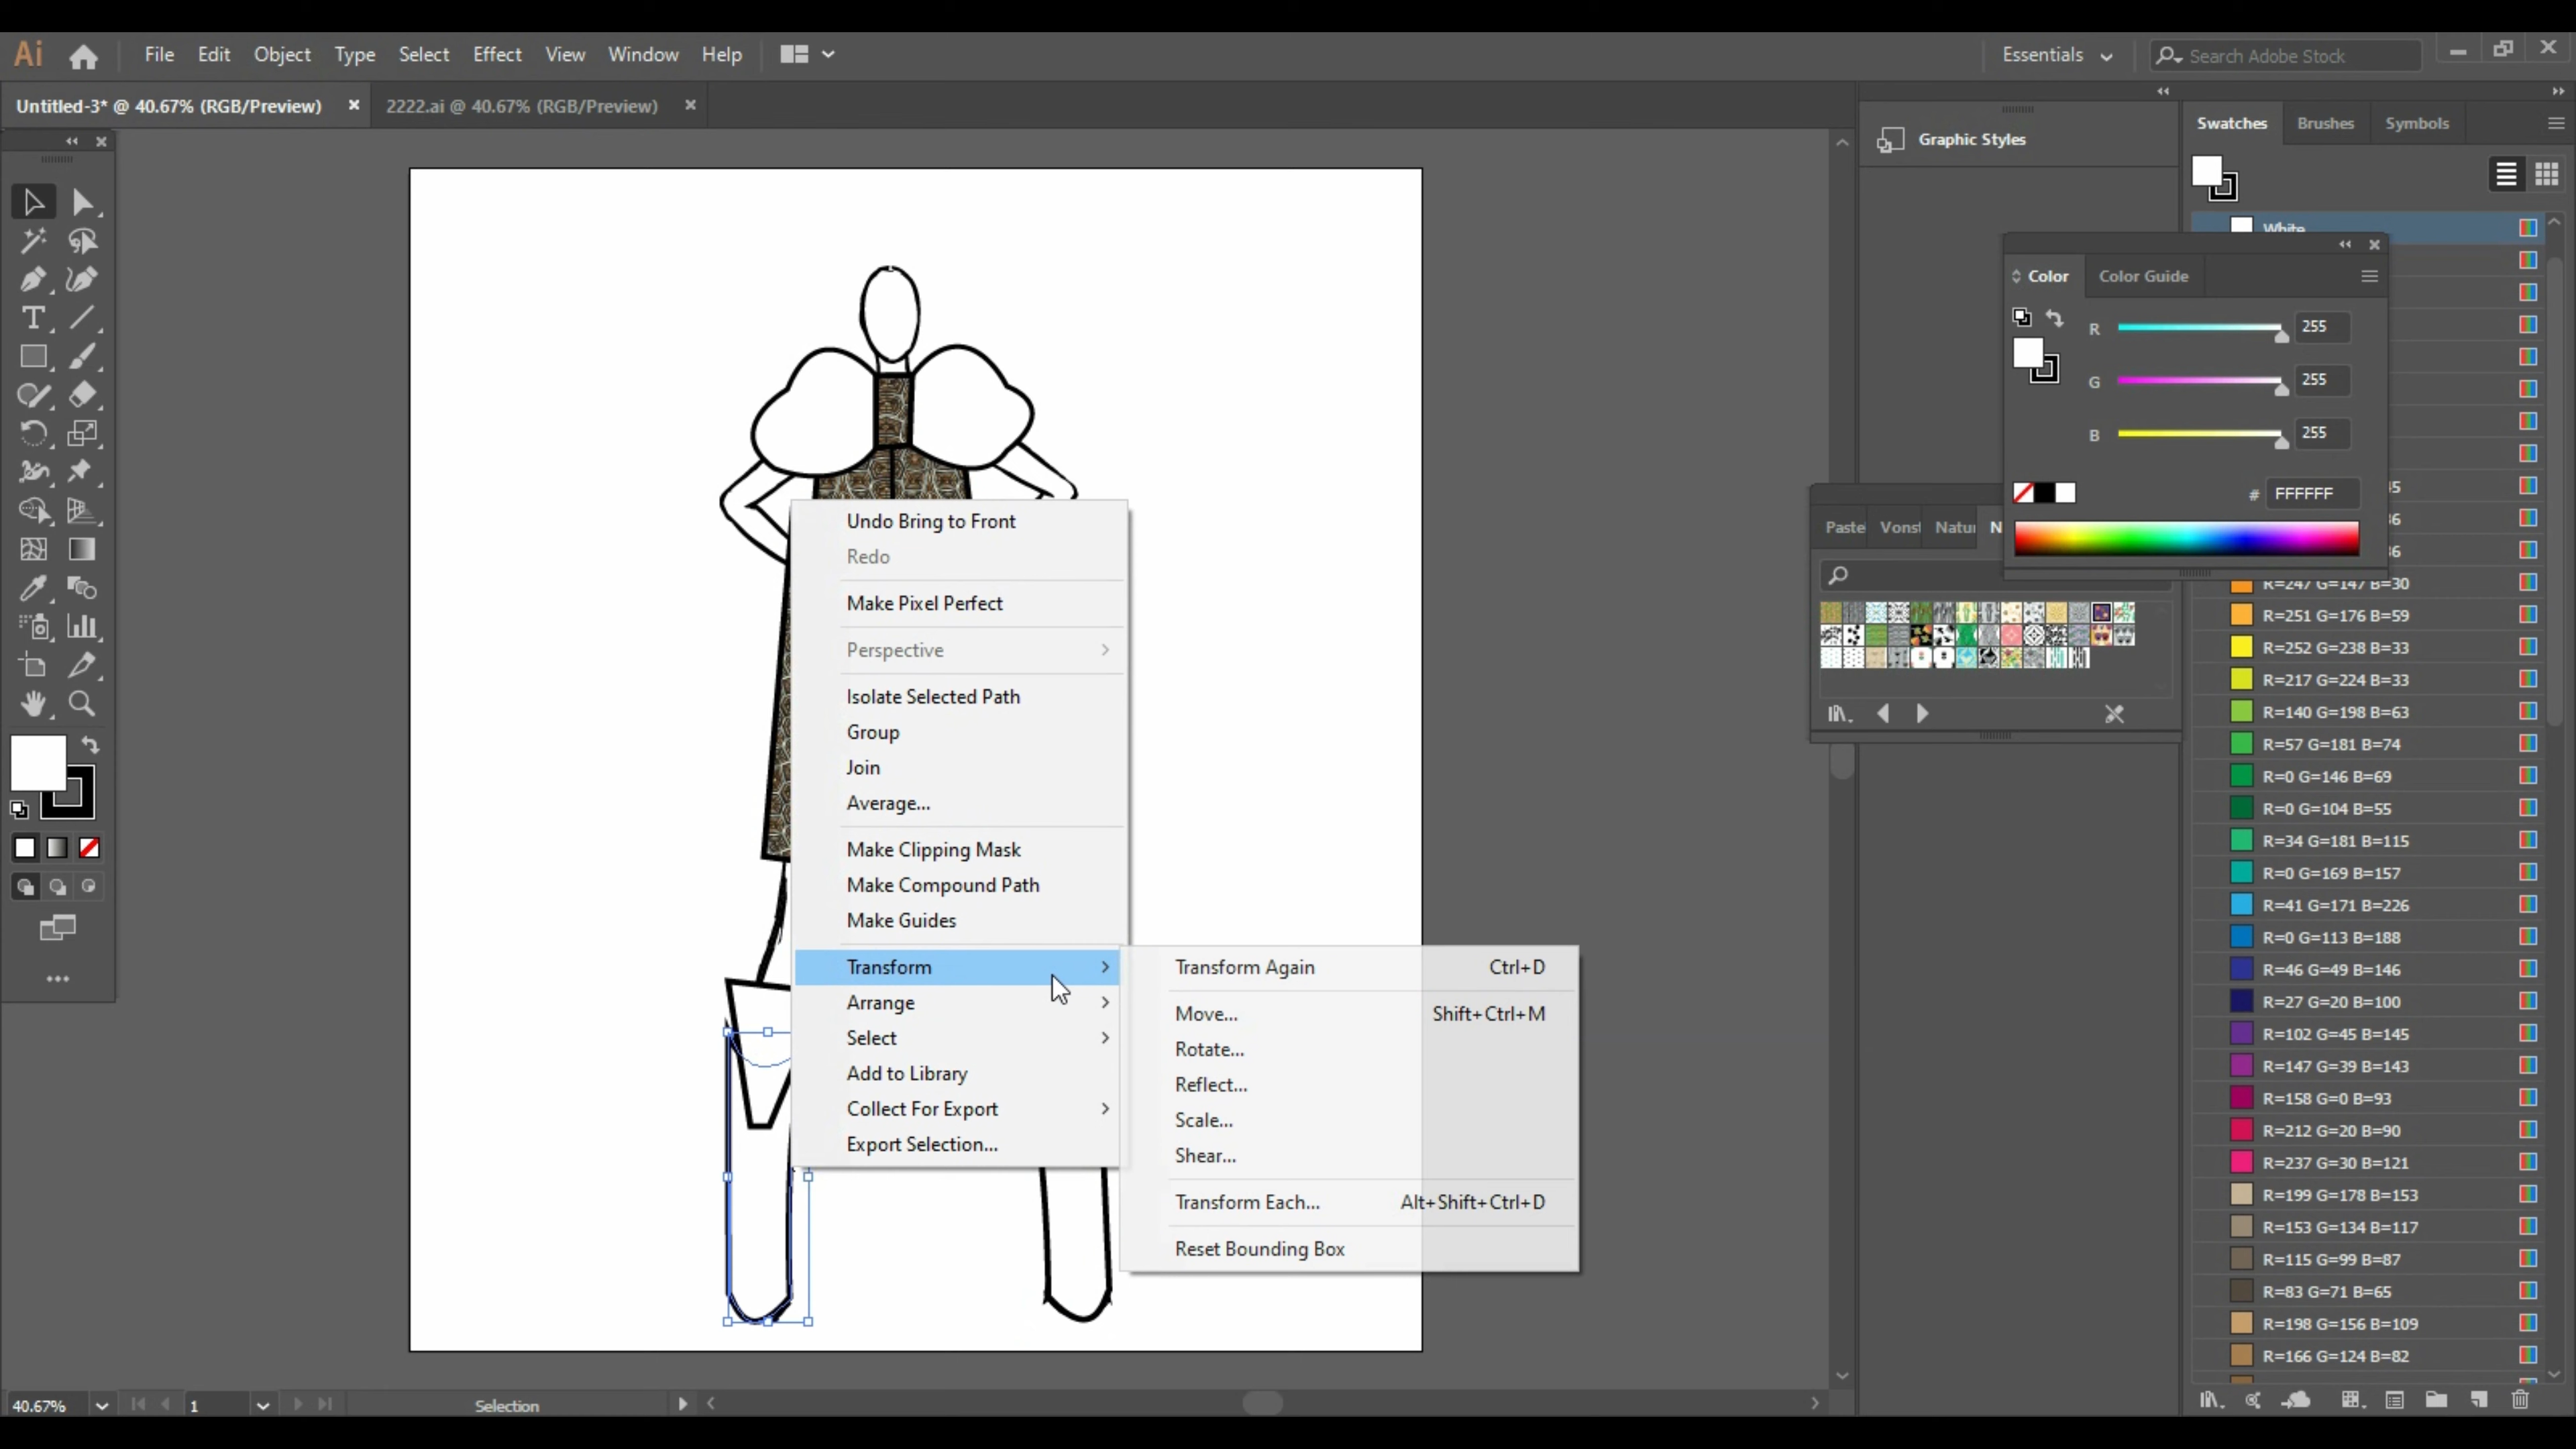 Ai File Edit Object Type Select Effect View Window Help Essentials Search Adobe Stock
Untitled-3* @ 40.67% (RGB/Preview) 2222.ai @ 40.67% (RGB/Preview)
Graphic Styles
Swatches Brushes Symbols
White
Color Color Guide
R 255
G 255
B 255
# FFFFFF
Paste Vonst Natur N
Undo Bring to Front
Redo
Make Pixel Perfect
Perspective
Isolate Selected Path
Group
Join
Average...
Make Clipping Mask
Make Compound Path
Make Guides
Transform
Arrange
Select
Add to Library
Collect For Export
Export Selection...
Transform Again Ctrl+D
Move... Shift+Ctrl+M
Rotate...
Reflect...
Scale...
Shear...
Transform Each... Alt+Shift+Ctrl+D
Reset Bounding Box
R=247 G=147 B=30
R=251 G=176 B=59
R=252 G=238 B=33
R=217 G=224 B=33
R=140 G=198 B=63
R=57 G=181 B=74
R=0 G=146 B=69
R=0 G=104 B=55
R=34 G=181 B=115
R=0 G=169 B=157
R=41 G=171 B=226
R=0 G=113 B=188
R=46 G=49 B=146
R=27 G=20 B=100
R=102 G=45 B=145
R=147 G=39 B=143
R=158 G=0 B=93
R=212 G=20 B=90
R=237 G=30 B=121
R=199 G=178 B=153
R=153 G=134 B=117
R=115 G=99 B=87
R=83 G=71 B=65
R=198 G=156 B=109
R=166 G=124 B=82
40.67% 1 Selection